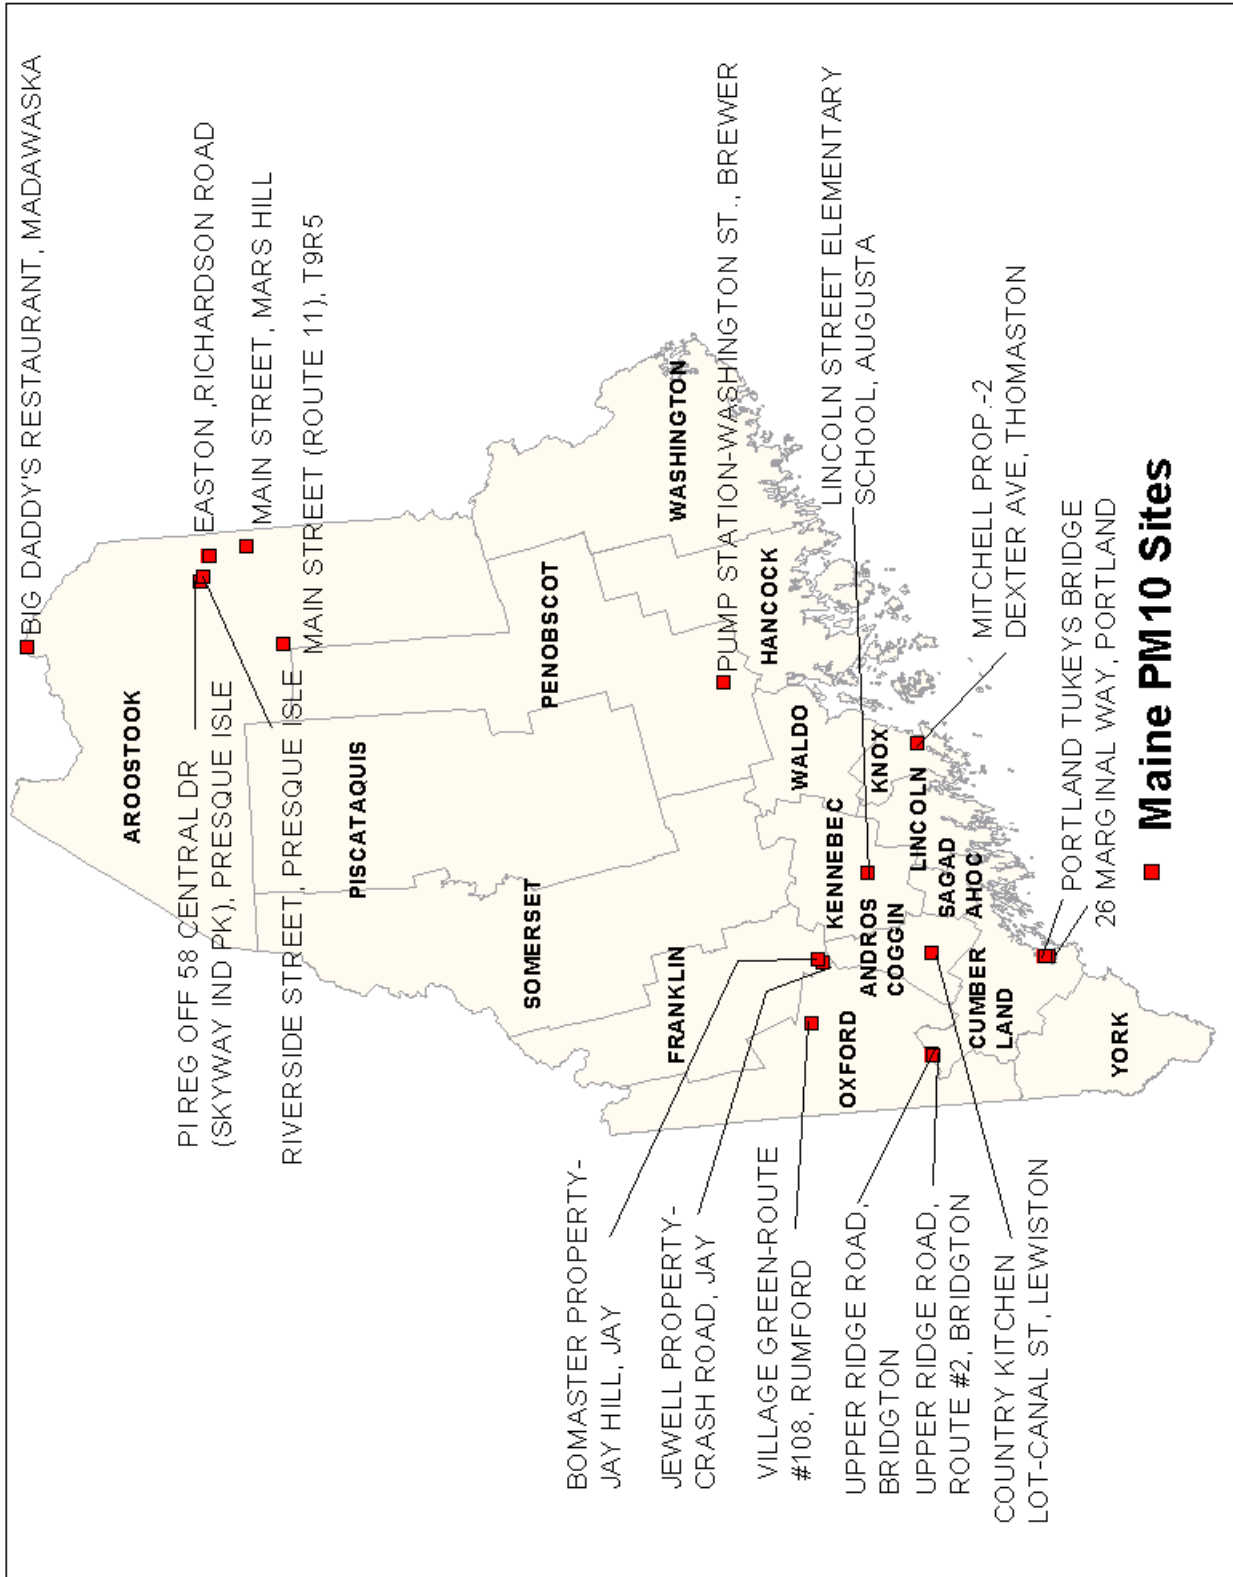 BIG DADDY'S RESTAURANT, MADAWASKA
EASTON ,RICHARDSON ROAD
MAIN STREET, MARS HILL
MAIN STREET (ROUTE 11), T9R5
AROOSTOOK
PI REG OFF 58 CENTRAL DR
(SKYWAY IND PK), PRESQUE ISLE
RIVERSIDE STREET, PRESQUE ISLE
PISCATAQUIS
PENOBSCOT
SOMERSET
WASHINGTON
FRANKLIN
HANCOCK
PUMP STATION-WASHINGTON ST., BREWER
WALDO
LINCOLN STREET ELEMENTARY
SCHOOL, AUGUSTA
BOMASTER PROPERTY-
JAY HILL, JAY
JEWELL PROPERTY-
CRASH ROAD, JAY
KENNEBEC
KNOX
VILLAGE GREEN-ROUTE
#108, RUMFORD
OXFORD
ANDROS
COGGIN
LINCOLN
SAGAD
AHOC
MITCHELL PROP.-2
DEXTER AVE, THOMASTON
UPPER RIDGE ROAD,
BRIDGTON
UPPER RIDGE ROAD,
ROUTE #2, BRIDGTON
CUMBER
LAND
COUNTRY KITCHEN
LOT-CANAL ST, LEWISTON
PORTLAND TUKEYS BRIDGE
26 MARGINAL WAY, PORTLAND
YORK
Maine PM10 Sites